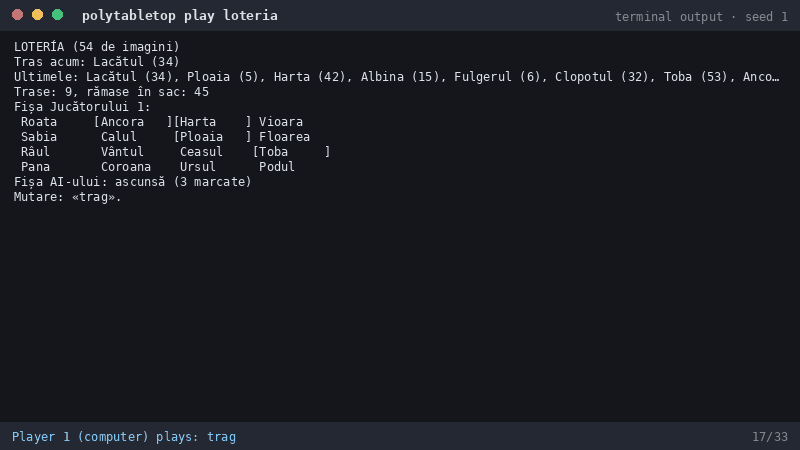 polytabletop play loteria
terminal output · seed 1
LOTERÍA (54 de imagini)
Tras acum: Lacătul (34)
Ultimele: Lacătul (34), Ploaia (5), Harta (42), Albina (15), Fulgerul (6), Clopotul (32), Toba (53), Anco…
Trase: 9, rămase în sac: 45
Fișa Jucătorului 1:
Roata [Ancora ][Harta ] Vioara
Sabia Calul [Ploaia ] Floarea
Râul Vântul Ceasul [Toba ]
Pana Coroana Ursul Podul
Fișa AI-ului: ascunsă (3 marcate)
Mutare: «trag».
Player 1 (computer) plays: trag
17/33